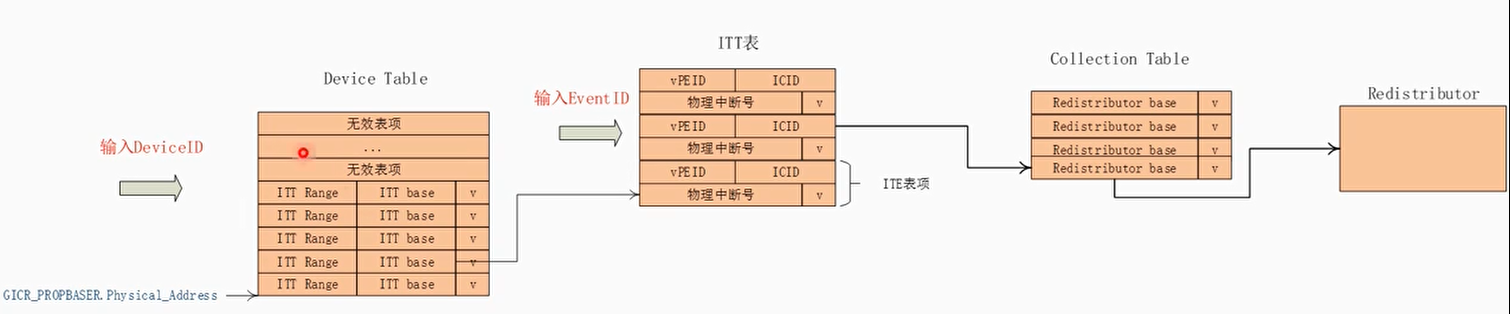 Device Table
输入DeviceID
无效表项
...
无效表项
ITT Range ITT base v
ITT Range ITT base v
ITT Range ITT base v
ITT Range ITT base v
ITT Range ITT base v
GICR_PROPBASER.Physical_Address
ITT表
输入EventID
vPEID ICID
物理中断号 v
vPEID ICID
物理中断号 v
vPEID ICID
物理中断号 v
ITE表项
Collection Table
Redistributor base v
Redistributor base v
Redistributor base v
Redistributor base v
Redistributor